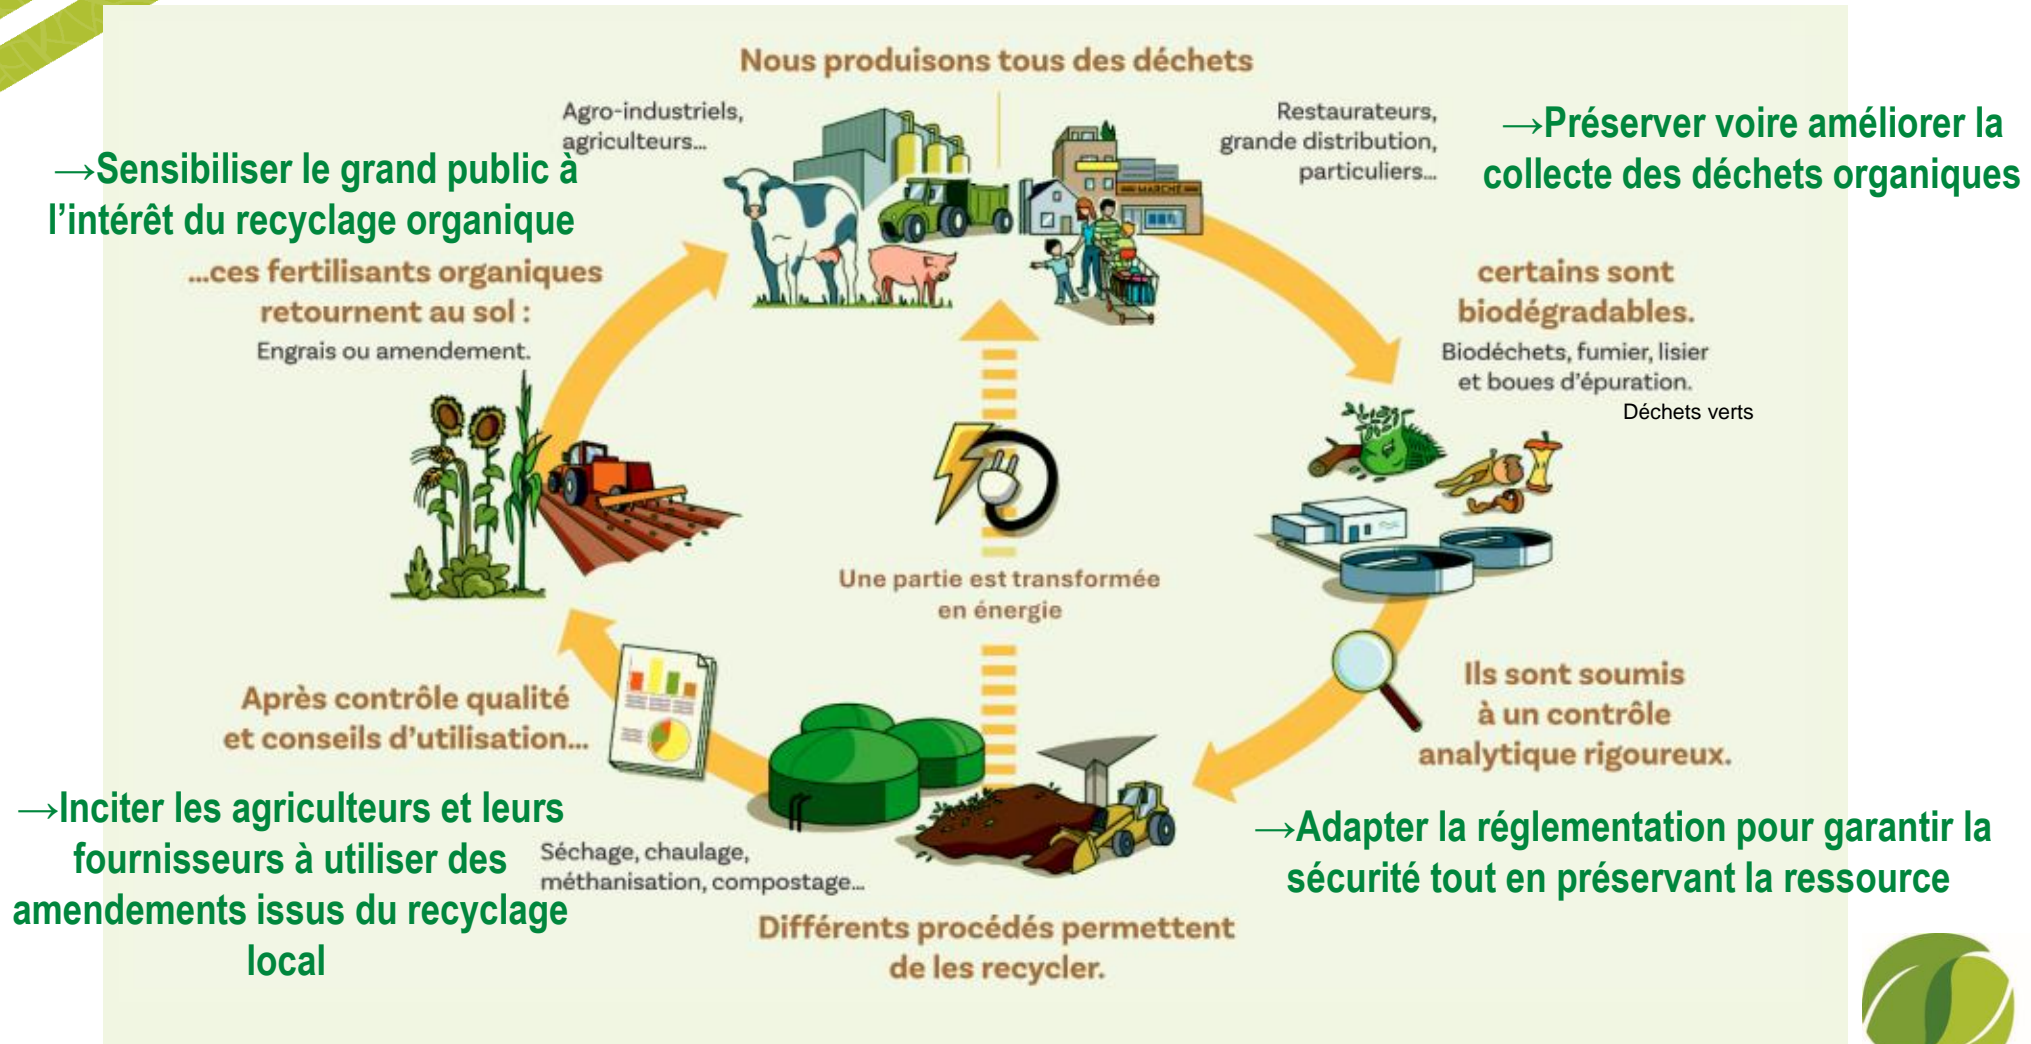 Nous produisons tous des déchets
Agro-industriels,
agriculteurs...
Restaurateurs,
grande distribution,
particuliers...
MARCHÉ
→Préserver voire améliorer la
collecte des déchets organiques
certains sont
biodégradables.
Biodéchets, fumier, lisier
et boues d'épuration.
Déchets verts
Ils sont soumis
à un contrôle
analytique rigoureux.
→Adapter la réglementation pour garantir la
sécurité tout en préservant la ressource
Différents procédés permettent
de les recycler.
Séchage, chaulage,
méthanisation, compostage...
Une partie est transformée
en énergie
Après contrôle qualité
et conseils d'utilisation...
→Inciter les agriculteurs et leurs
fournisseurs à utiliser des
amendements issus du recyclage
local
→Sensibiliser le grand public à
l'intérêt du recyclage organique
...ces fertilisants organiques
retournent au sol :
Engrais ou amendement.